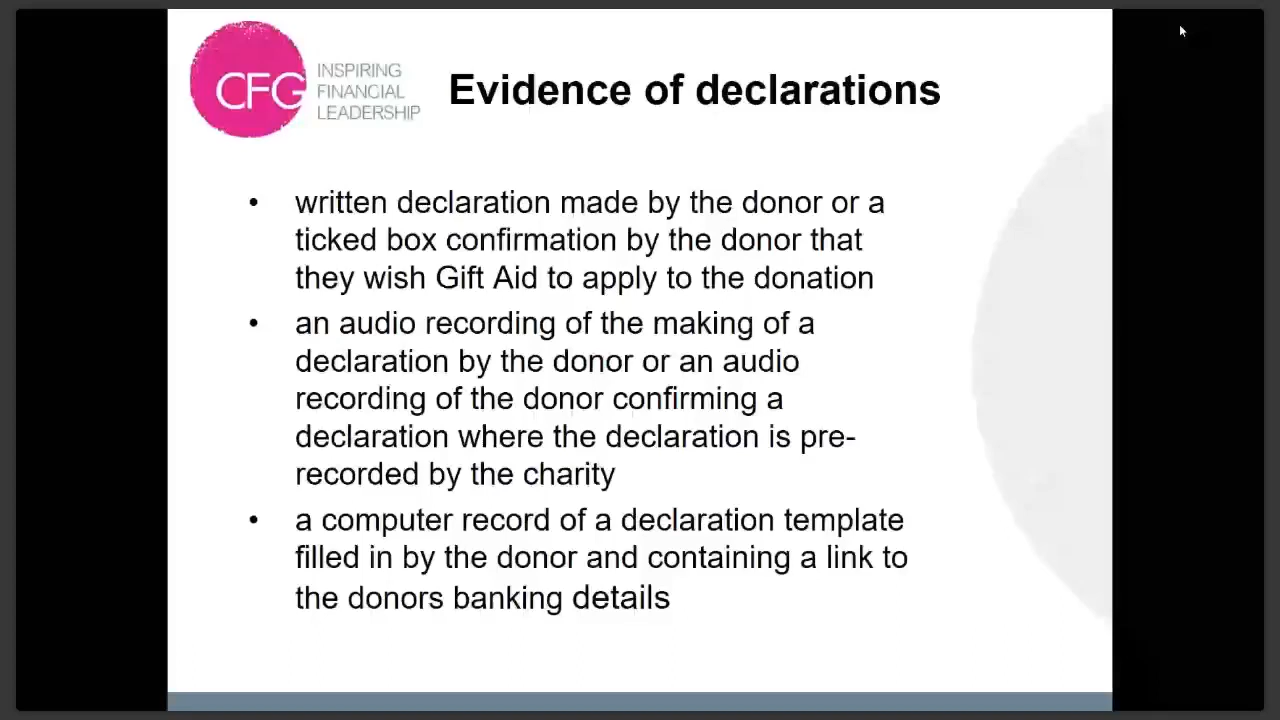 CFG
INSPIRING
FINANCIAL
LEADERSHIP
Evidence of declarations
• written declaration made by the donor or a
ticked box confirmation by the donor that
they wish Gift Aid to apply to the donation
• an audio recording of the making of a
declaration by the donor or an audio
recording of the donor confirming a
declaration where the declaration is pre-
recorded by the charity
• a computer record of a declaration template
filled in by the donor and containing a link to
the donors banking details